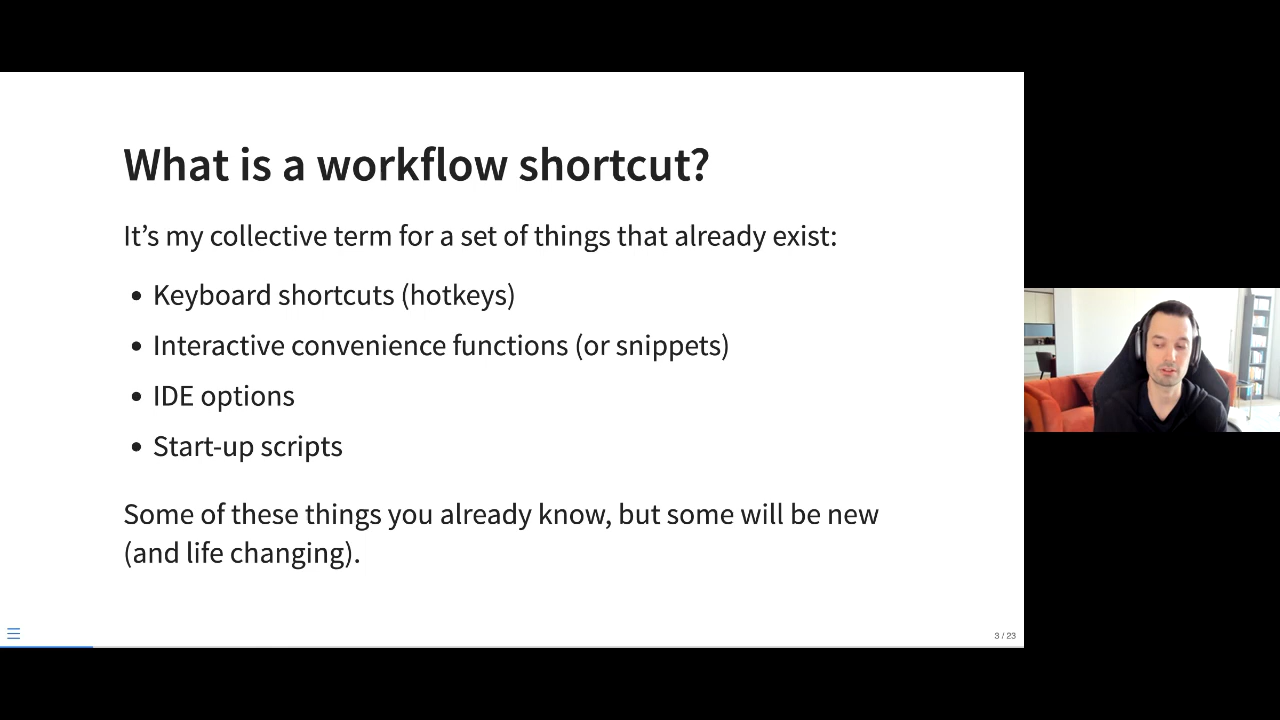 What is a workflow shortcut?
It’s my collective term for a set of things that already exist:
• Keyboard shortcuts (hotkeys)
• Interactive convenience functions (or snippets)
• IDE options
• Start-up scripts
Some of these things you already know, but some will be new
(and life changing).
3 / 23